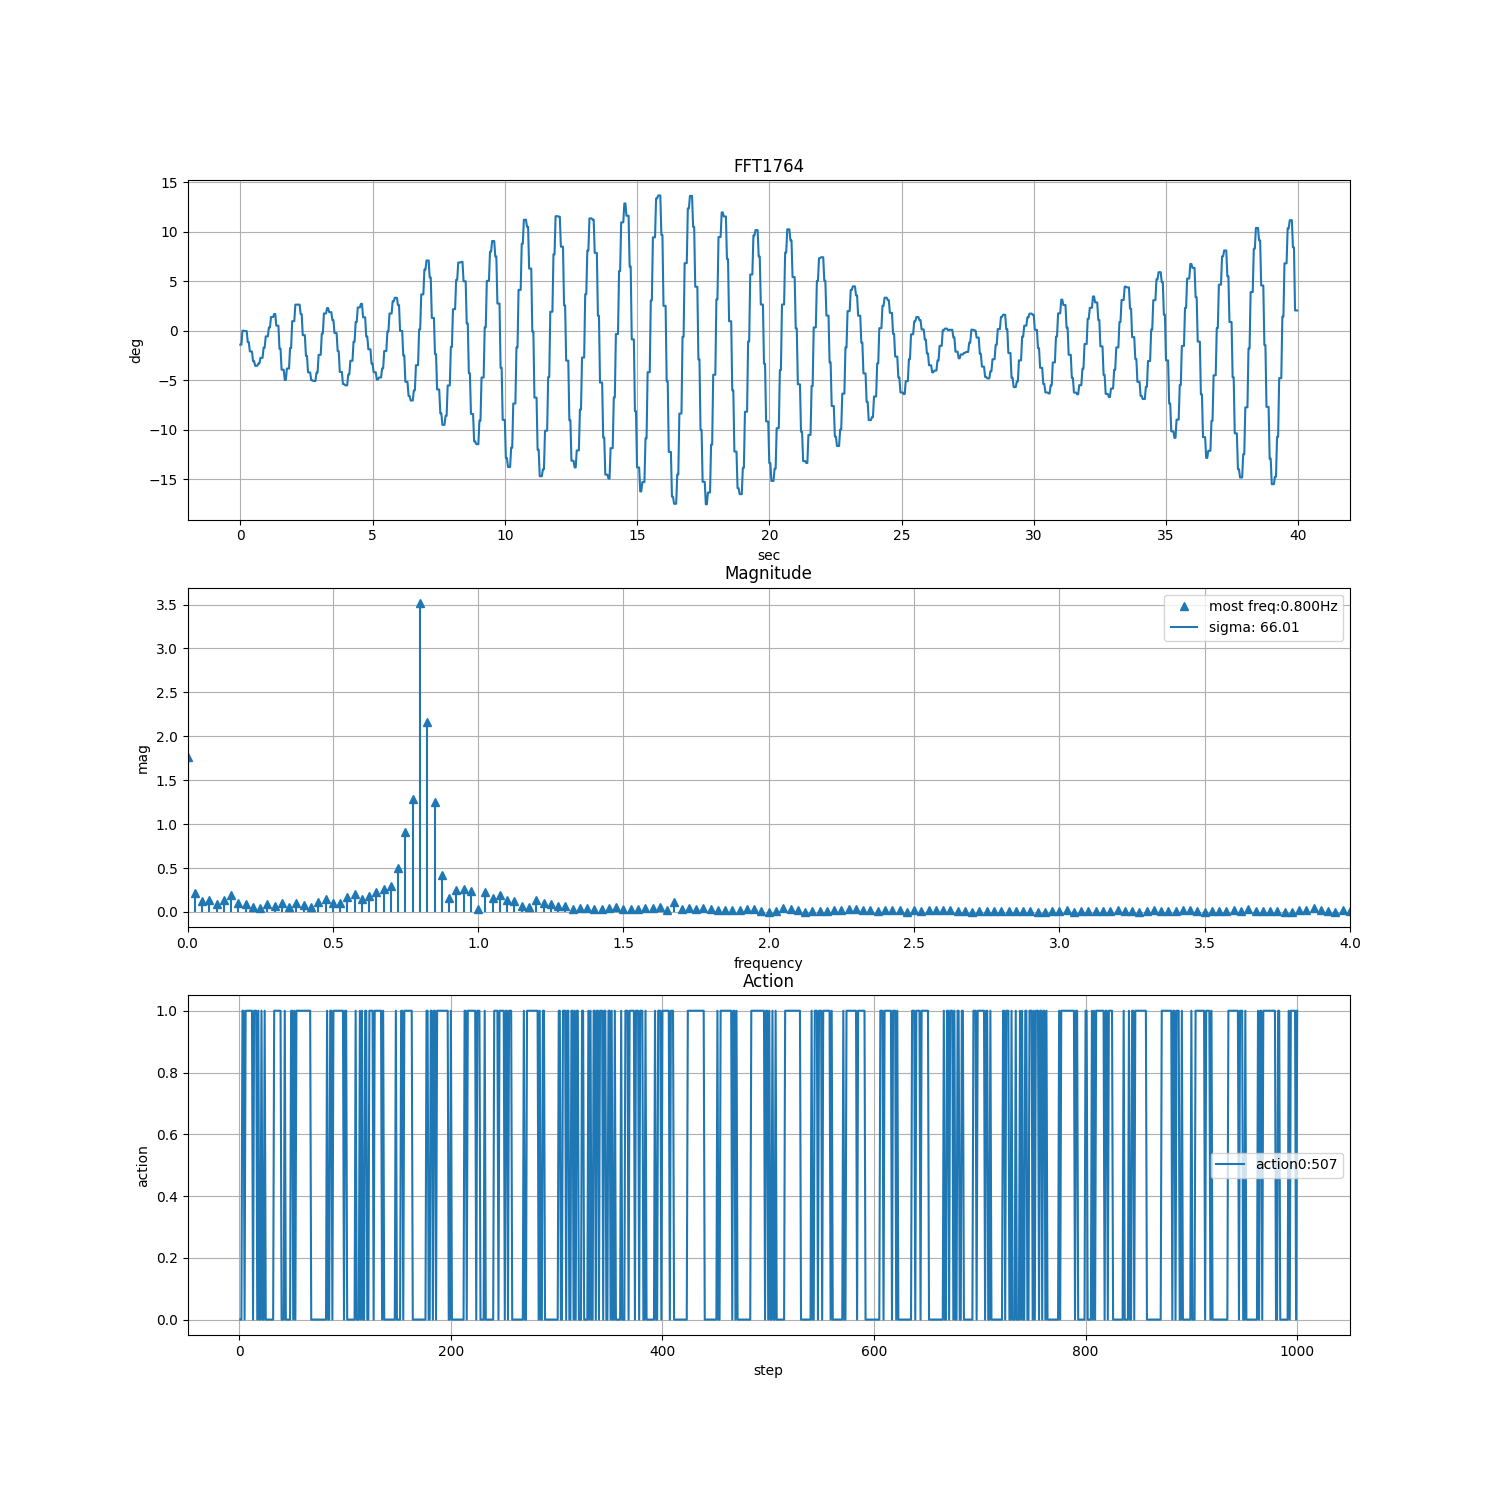 FFT1764
15
10
5
0
−5
−10
−15
deg
0 5 10 15 20 25 30 35 40
sec
Magnitude
3.5
3.0
2.5
2.0
1.5
1.0
0.5
0.0
mag
most freq:0.800Hz
sigma: 66.01
0.0 0.5 1.0 1.5 2.0 2.5 3.0 3.5 4.0
frequency
Action
1.0
0.8
0.6
0.4
0.2
0.0
action
action0:507
0 200 400 600 800 1000
step